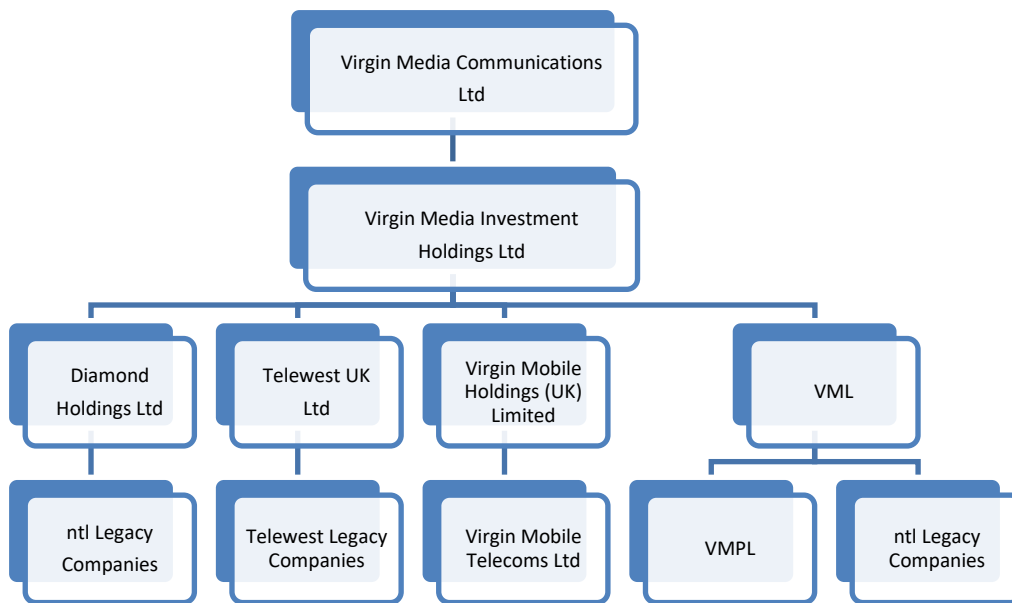 Virgin Media Communications
Ltd
Virgin Media Investment
Holdings Ltd
Diamond
Holdings Ltd
Telewest UK
Ltd
Virgin Mobile
Holdings (UK)
Limited
VML
ntl Legacy
Companies
Telewest Legacy
Companies
Virgin Mobile
Telecoms Ltd
VMPL
ntl Legacy
Companies